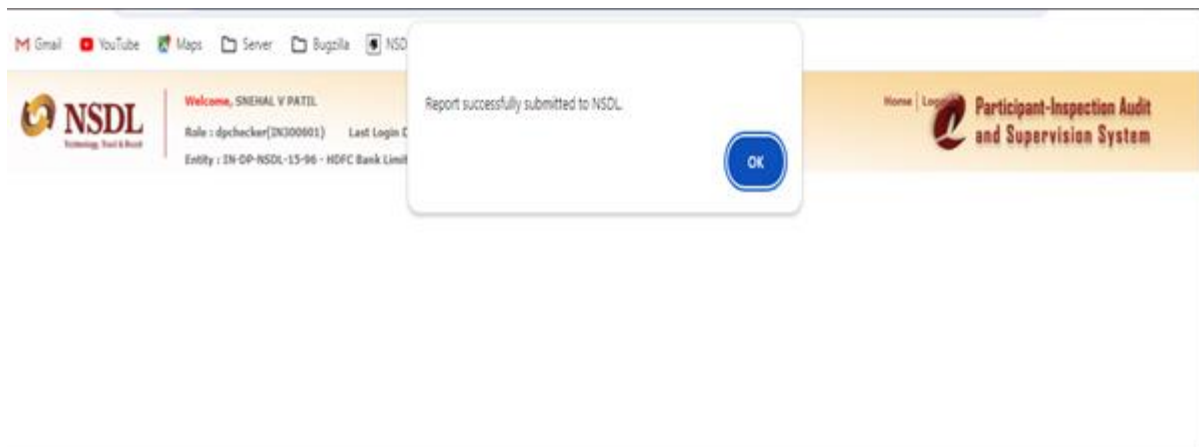 Gmail YouTube Maps Server Bugzilla NSD
NSDL
Technology, Trust & Reach
Welcome, SNEHAL V PATIL
Role : dpchecker(IN300601) Last Login
Entity : IN-DP-NSDL-15-96 - HDFC Bank Limit
Report successfully submitted to NSDL.
OK
Home |
Participant-Inspection Audit
and Supervision System